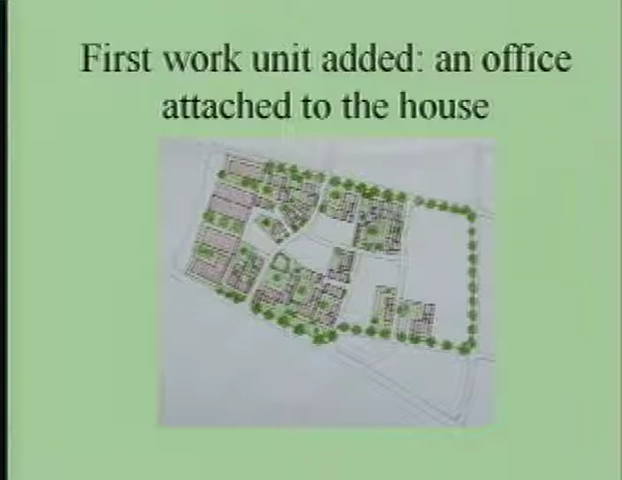 First work unit added: an office
attached to the house